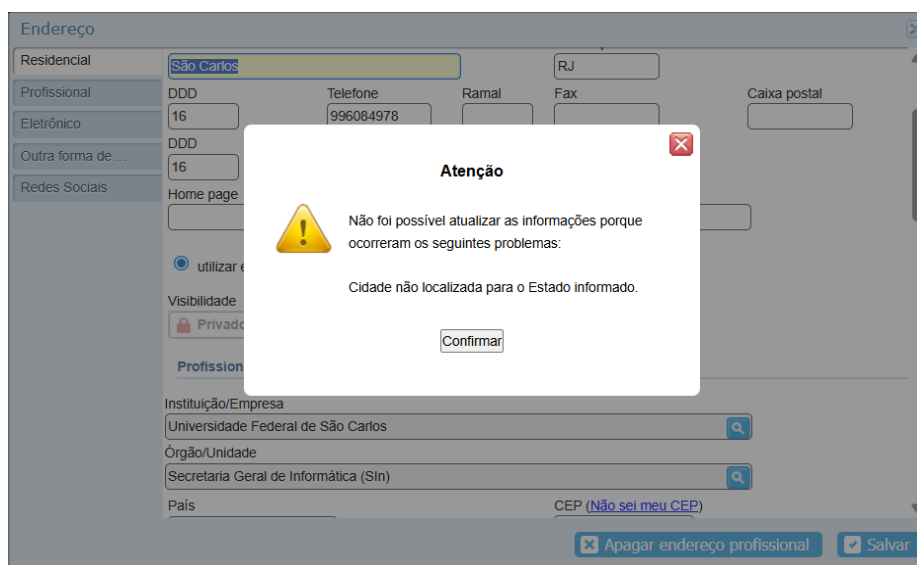 Endereço
Residencial
Profissional
Eletrônico
Outra forma de ...
Redes Sociais
São Carlos
RJ
DDD Telefone Ramal Fax Caixa postal
16 996084978
DDD
16
Home page
utilizar e
Visibilidade
Privado
Atenção
Não foi possível atualizar as informações porque
ocorreram os seguintes problemas:
Cidade não localizada para o Estado informado.
Confirmar
Profission
Instituição/Empresa
Universidade Federal de São Carlos
Órgão/Unidade
Secretaria Geral de Informática (SIn)
País CEP (Não sei meu CEP)
Apagar endereço profissional Salvar